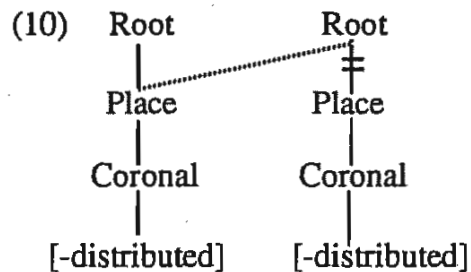 (10) Root Root
Place Place
Coronal Coronal
[-distributed] [-distributed]